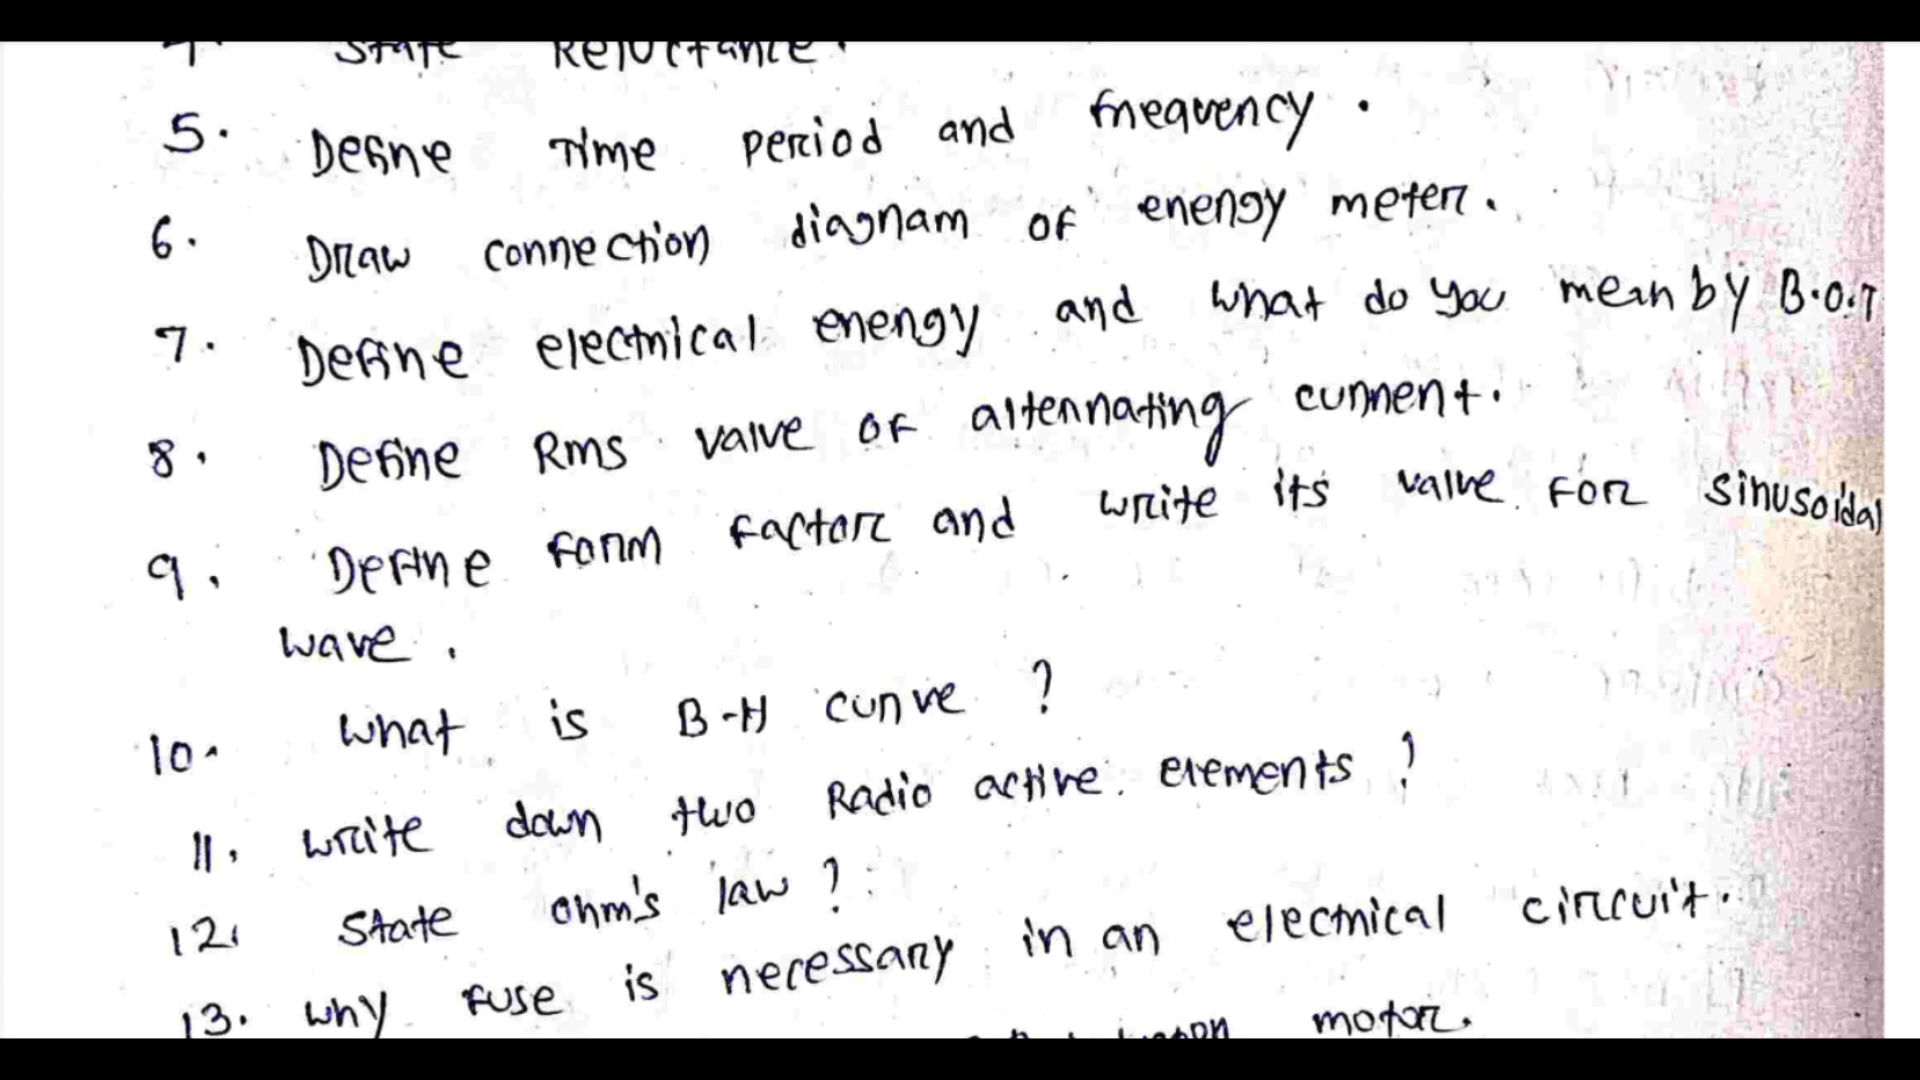 State Reluctance.
5. Define Time period and frequency.
6. Draw connection diagram of energy meter.
7. Define electrical energy and what do you mean by B.O.T
8. Define Rms value of alternating current.
9. Define form factor and write its value for sinusoidal
wave.
10. What is B-H curve ?
11. write down two Radio active elements ?
12. State ohm's law ?
13. why fuse is necessary in an electrical circuit.
motor.